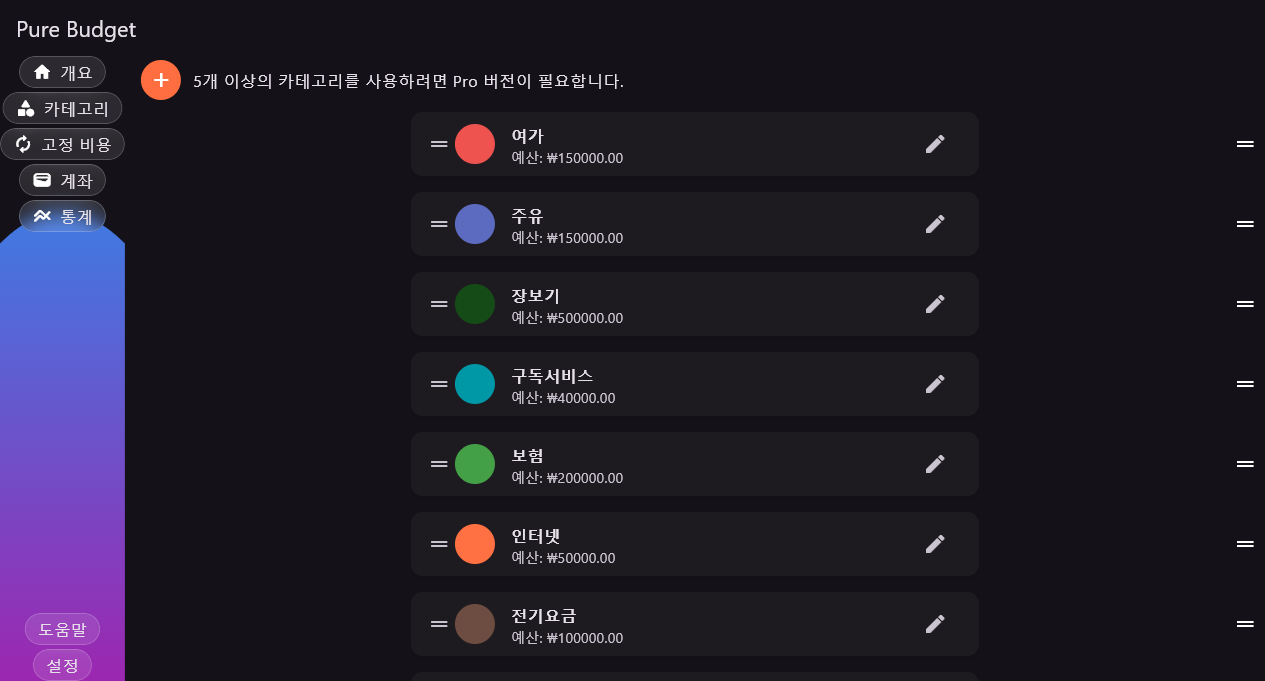 Pure Budget
개요
카테고리
고정 비용
계좌
통계
도움말
설정
5개 이상의 카테고리를 사용하려면 Pro 버전이 필요합니다.
여가
예산: ₩150000.00
주유
예산: ₩150000.00
장보기
예산: ₩500000.00
구독서비스
예산: ₩40000.00
보험
예산: ₩200000.00
인터넷
예산: ₩50000.00
전기요금
예산: ₩100000.00